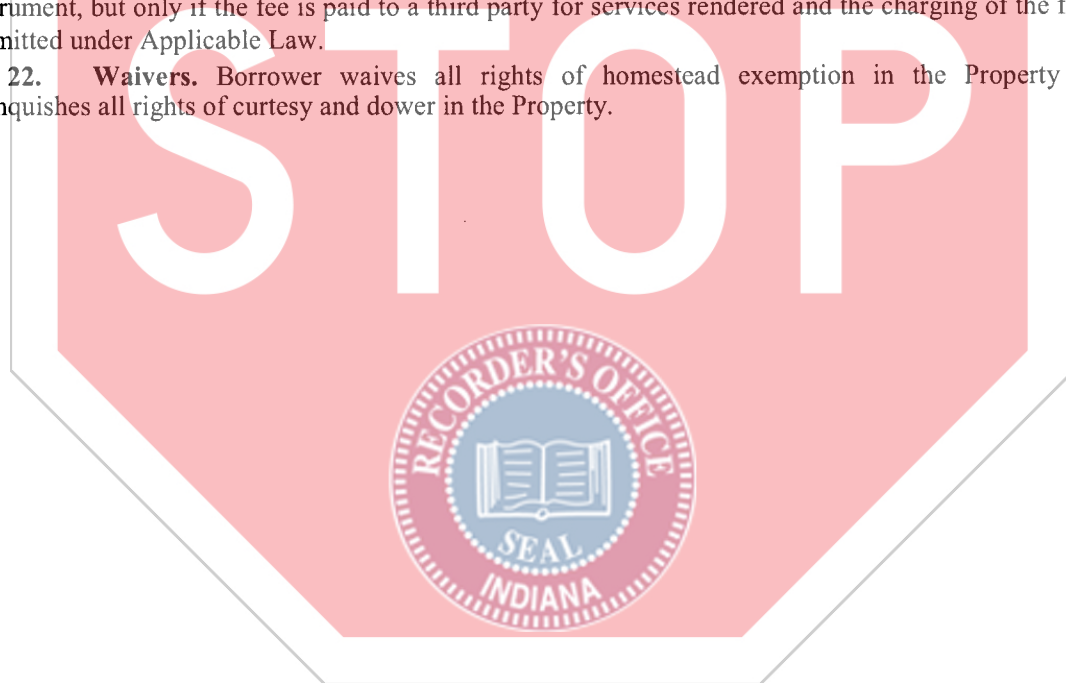 rument, but only if the fee is paid to a third party for services rendered and the charging of the f
mitted under Applicable Law.
22. Waivers. Borrower waives all rights of homestead exemption in the Property
nquishes all rights of curtesy and dower in the Property.
STOP
RECORDER'S OFFICE
SEAL
INDIANA